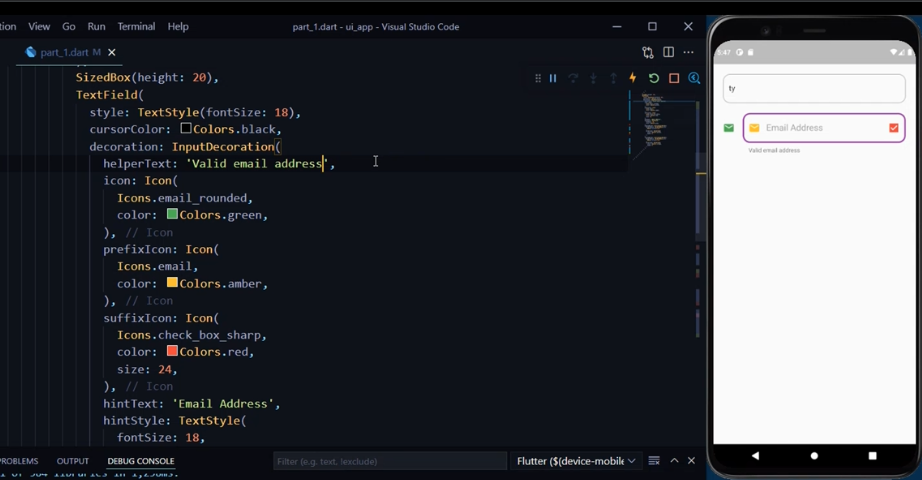 tion View Go Run Terminal Help part_1.dart - ui_app - Visual Studio Code
part_1.dart M
SizedBox(height: 20),
TextField(
style: TextStyle(fontSize: 18),
cursorColor: Colors.black,
decoration: InputDecoration(
helperText: 'Valid email address',
icon: Icon(
Icons.email_rounded,
color: Colors.green,
), // Icon
prefixIcon: Icon(
Icons.email,
color: Colors.amber,
), // Icon
suffixIcon: Icon(
Icons.check_box_sharp,
color: Colors.red,
size: 24,
), // Icon
hintText: 'Email Address',
hintStyle: TextStyle(
fontSize: 18,
PROBLEMS OUTPUT DEBUG CONSOLE Filter (e.g. text, !exclude) Flutter ($(device-mobile
ty
Email Address
Valid email address